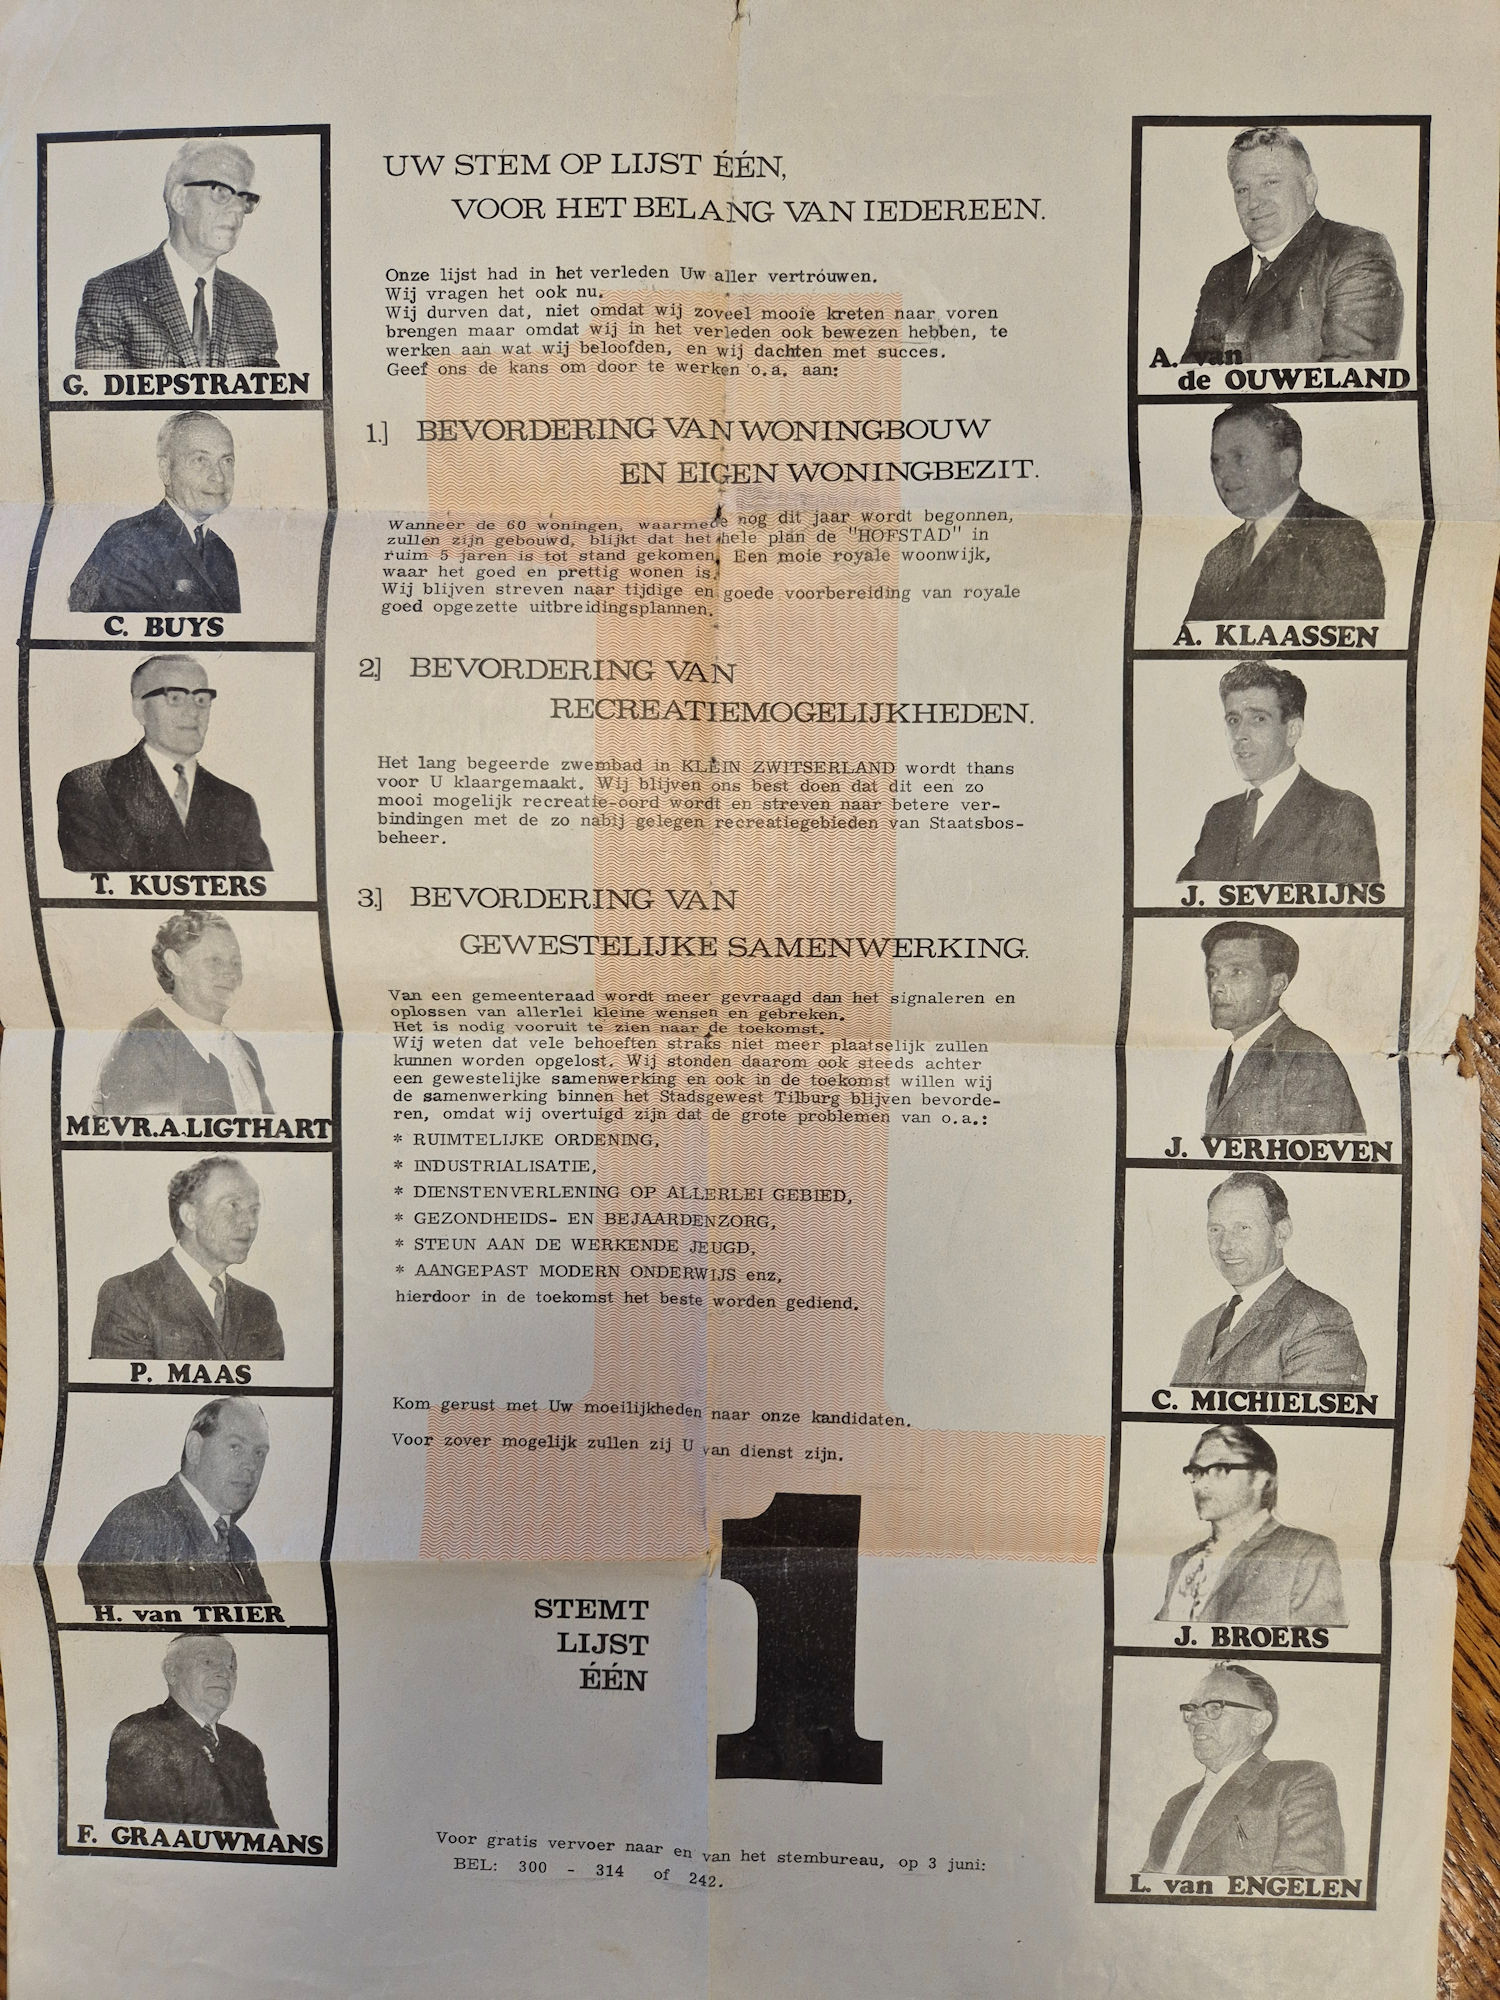 G. DIEPSTRATEN
C. BUYS
T. KUSTERS
MEVR.A.LIGTHART
P. MAAS
H. van TRIER
F. GRAAUWMANS
UW STEM OP LIJST ÉÉN,
VOOR HET BELANG VAN IEDEREEN.
Onze lijst had in het verleden Uw aller vertrouwen.
Wij vragen het ook nu.
Wij durven dat, niet omdat wij zoveel mooie kreten naar voren
brengen maar omdat wij in het verleden ook bewezen hebben, te
werken aan wat wij beloofden, en wij dachten met succes.
Geef ons de kans om door te werken o.a. aan:
1.] BEVORDERING VAN WONINGBOUW
EN EIGEN WONINGBEZIT.
Wanneer de 60 woningen, waarmede nog dit jaar wordt begonnen,
zullen zijn gebouwd, blijkt dat het hele plan de "HOFSTAD" in
ruim 5 jaren is tot stand gekomen. Een moie royale woonwijk,
waar het goed en prettig wonen is.
Wij blijven streven naar tijdige en goede voorbereiding van royale
goed opgezette uitbreidingsplannen.
2.] BEVORDERING VAN
RECREATIEMOGELIJKHEDEN.
Het lang begeerde zwembad in KLEIN ZWITSERLAND wordt thans
voor U klaargemaakt. Wij blijven ons best doen dat dit een zo
mooi mogelijk recreatie-oord wordt en streven naar betere ver-
bindingen met de zo nabij gelegen recreatiegebieden van Staatsbos-
beheer.
3.] BEVORDERING VAN
GEWESTELIJKE SAMENWERKING.
Van een gemeenteraad wordt meer gevraagd dan het signaleren en
oplossen van allerlei kleine wensen en gebreken.
Het is nodig vooruit te zien naar de toekomst.
Wij weten dat vele behoeften straks niet meer plaatselijk zullen
kunnen worden opgelost. Wij stonden daarom ook steeds achter
een gewestelijke samenwerking en ook in de toekomst willen wij
de samenwerking binnen het Stadsgewest Tilburg blijven bevorde-
ren, omdat wij overtuigd zijn dat de grote problemen van o.a.:
* RUIMTELIJKE ORDENING,
* INDUSTRIALISATIE,
* DIENSTENVERLENING OP ALLERLEI GEBIED,
* GEZONDHEIDS- EN BEJAARDENZORG,
* STEUN AAN DE WERKENDE JEUGD,
* AANGEPAST MODERN ONDERWIJS enz,
hierdoor in de toekomst het beste worden gediend.
Kom gerust met Uw moeilijkheden naar onze kandidaten.
Voor zover mogelijk zullen zij U van dienst zijn.
STEMT
LIJST
ÉÉN
1
Voor gratis vervoer naar en van het stembureau, op 3 juni:
BEL: 300 - 314 of 242.
A. van
de OUWELAND
A. KLAASSEN
J. SEVERIJNS
J. VERHOEVEN
C. MICHIELSEN
J. BROERS
L. van ENGELEN